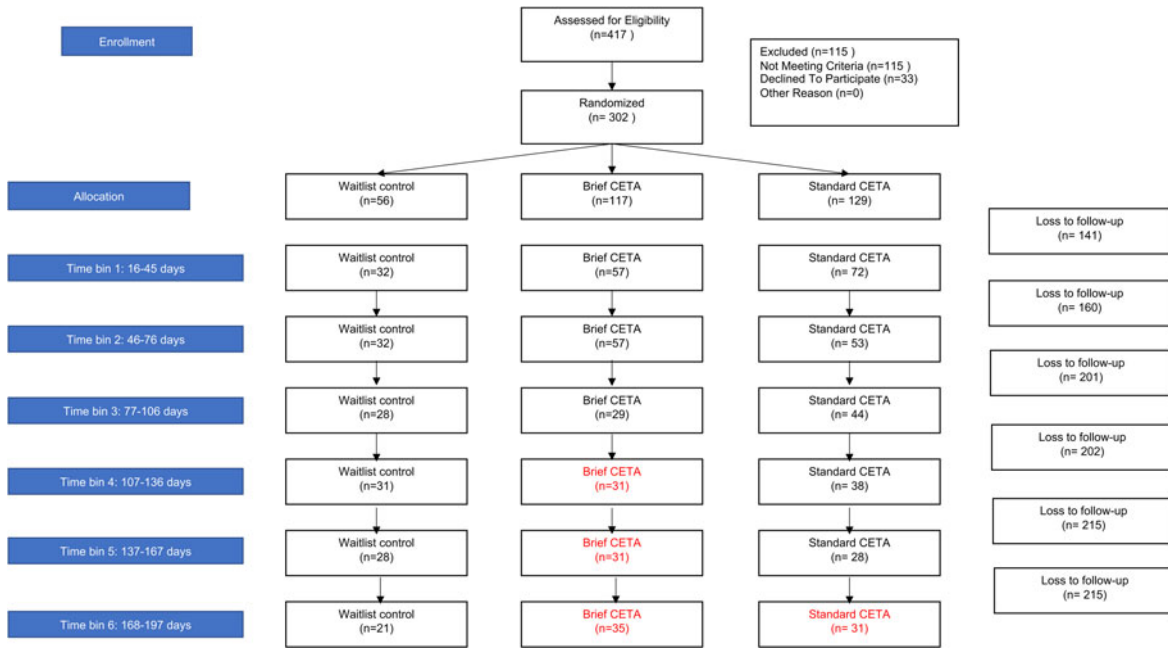 Enrollment
Assessed for Eligibility
(n=417 )
Excluded (n=115 )
Not Meeting Criteria (n=115 )
Declined To Participate (n=33)
Other Reason (n=0)
Randomized
(n= 302 )
Allocation
Waitlist control
(n=56)
Brief CETA
(n=117)
Standard CETA
(n= 129)
Loss to follow-up
(n= 141)
Time bin 1: 16-45 days
Waitlist control
(n=32)
Brief CETA
(n=57)
Standard CETA
(n= 72)
Loss to follow-up
(n= 160)
Time bin 2: 46-76 days
Waitlist control
(n=32)
Brief CETA
(n=57)
Standard CETA
(n= 53)
Loss to follow-up
(n= 201)
Time bin 3: 77-106 days
Waitlist control
(n=28)
Brief CETA
(n=29)
Standard CETA
(n= 44)
Loss to follow-up
(n= 202)
Time bin 4: 107-136 days
Waitlist control
(n=31)
Brief CETA
(n=31)
Standard CETA
(n= 38)
Loss to follow-up
(n= 215)
Time bin 5: 137-167 days
Waitlist control
(n=28)
Brief CETA
(n=31)
Standard CETA
(n= 28)
Loss to follow-up
(n= 215)
Time bin 6: 168-197 days
Waitlist control
(n=21)
Brief CETA
(n=35)
Standard CETA
(n= 31)